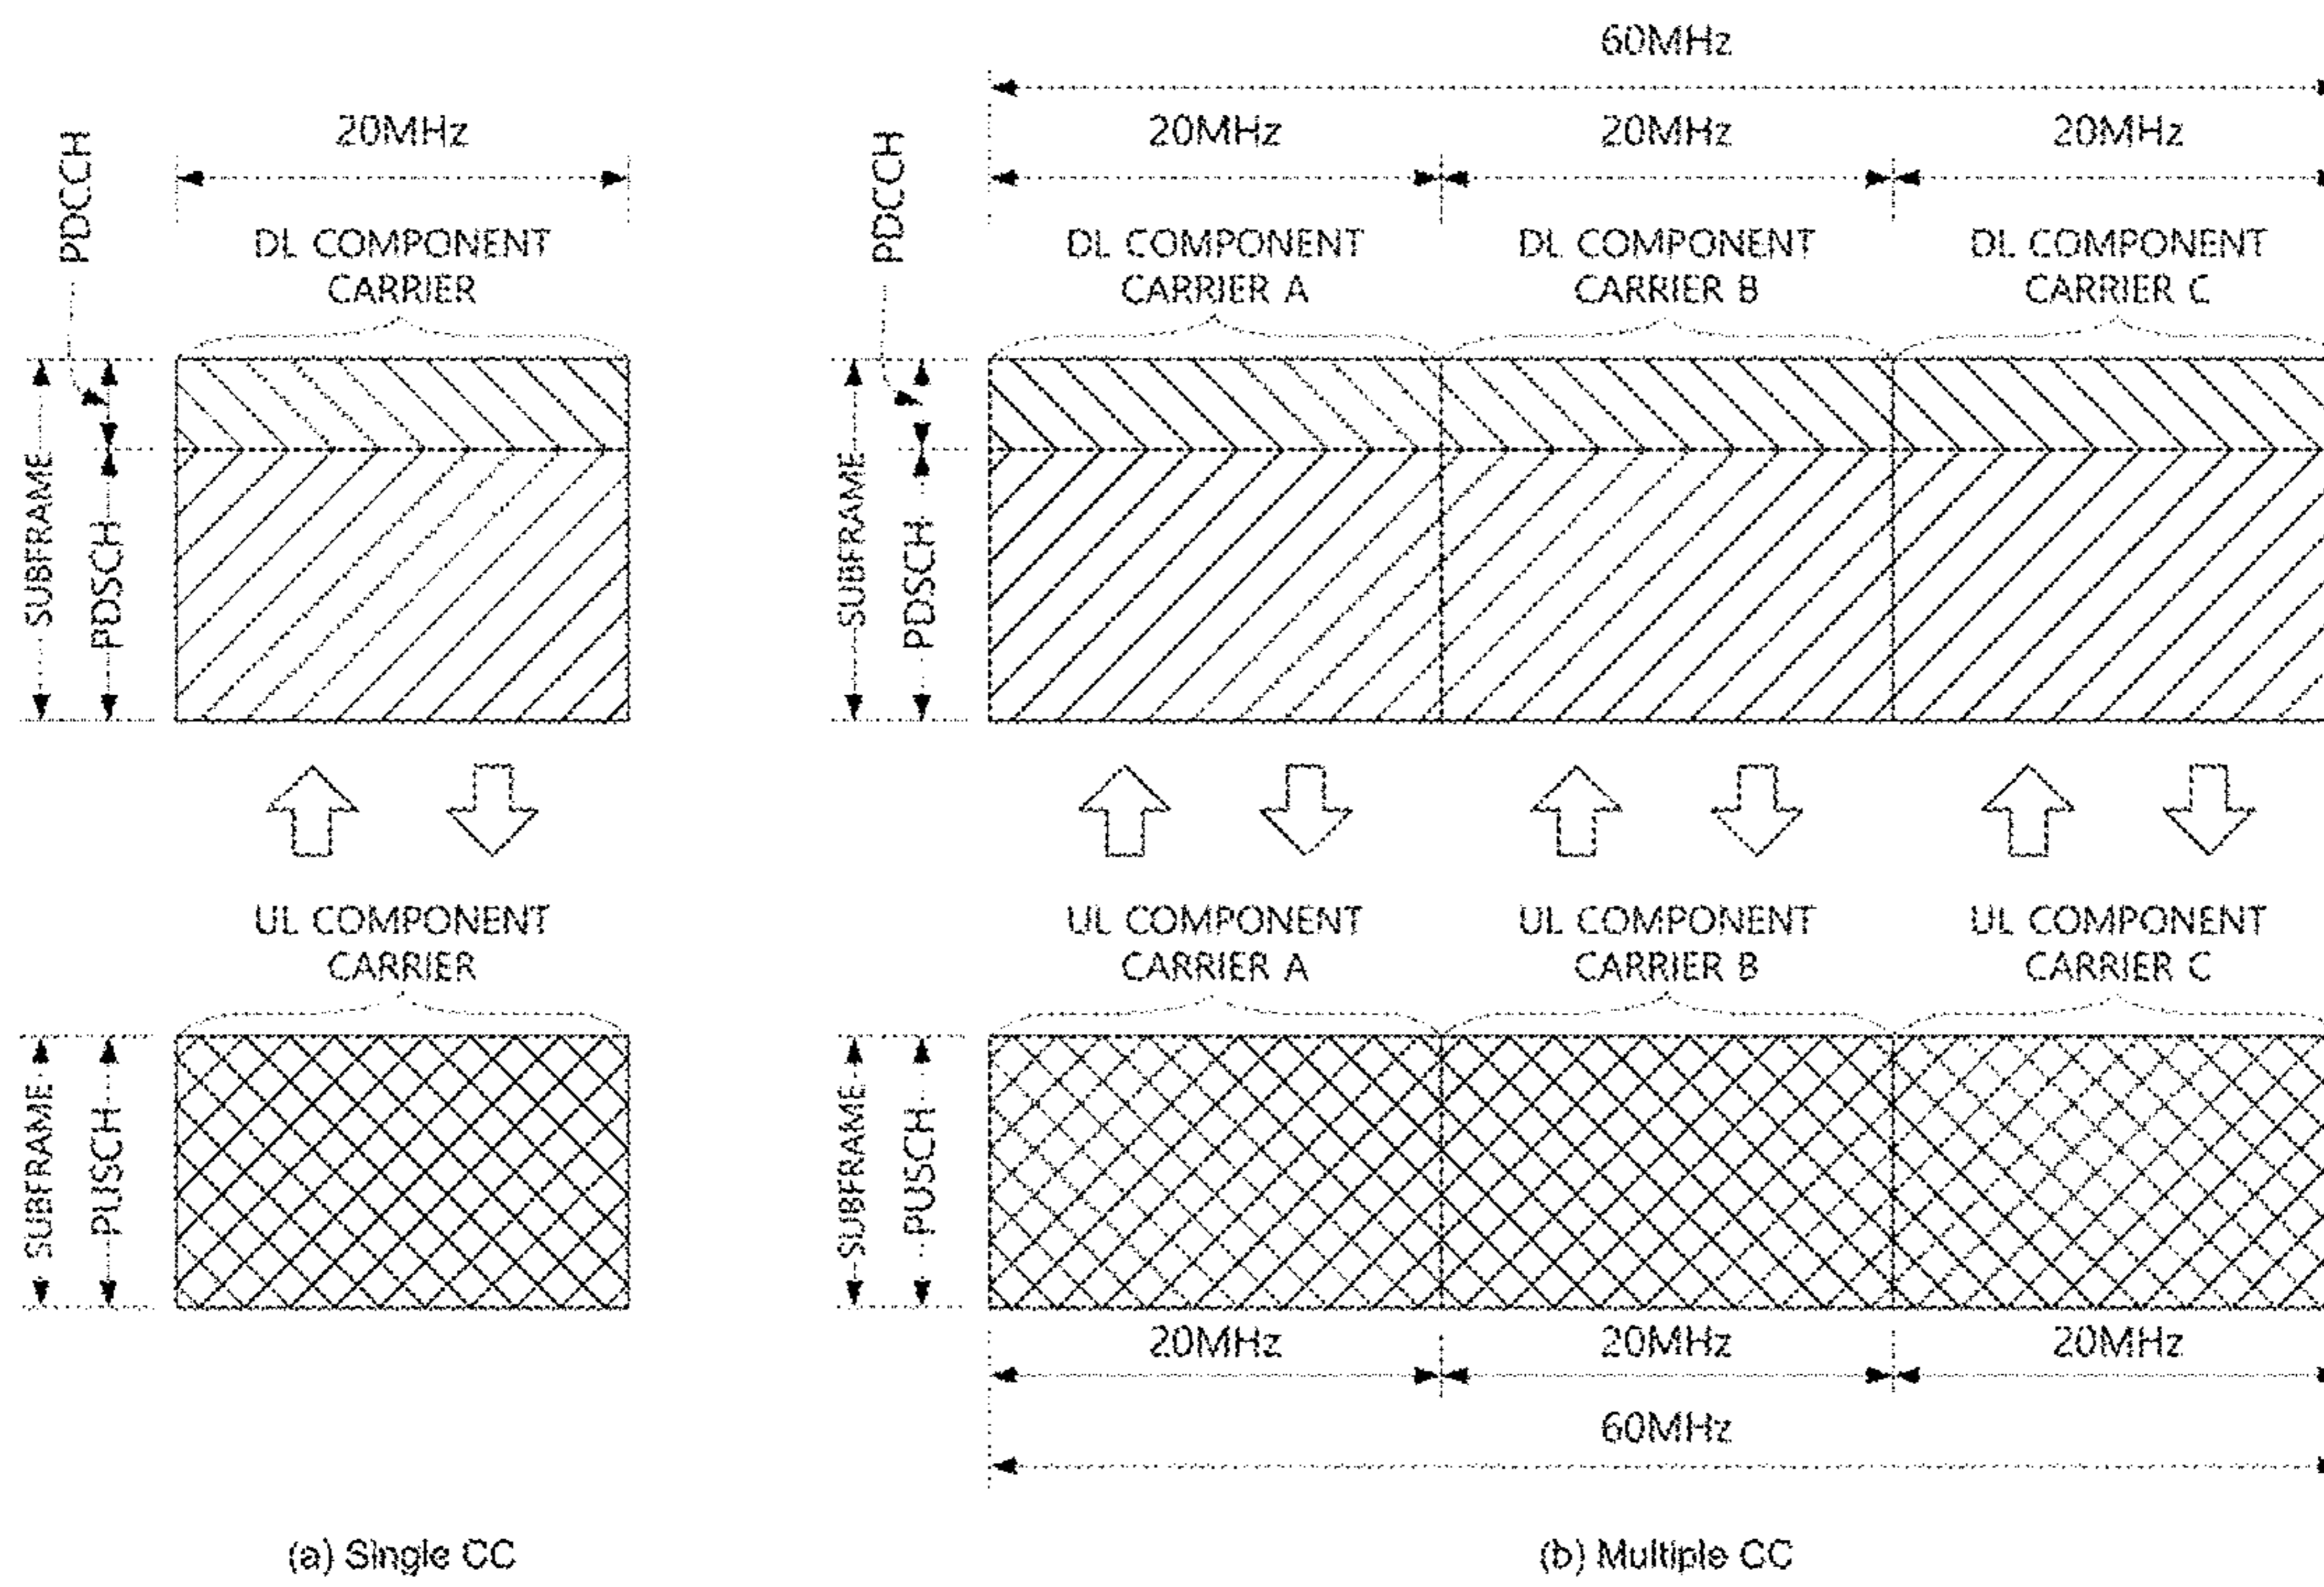 60MHz
20MHz
20MHz
20MHz
20MHz
PDCCH
PDCCH
DL COMPONENT
CARRIER
DL COMPONENT
CARRIER A
DL COMPONENT
CARRIER B
DL COMPONENT
CARRIER C
SUBFRAME
PDSCH
SUBFRAME
PDSCH
UL COMPONENT
CARRIER
UL COMPONENT
CARRIER A
UL COMPONENT
CARRIER B
UL COMPONENT
CARRIER C
SUBFRAME
PUSCH
SUBFRAME
PUSCH
20MHz
20MHz
20MHz
60MHz
(a) Single CC
(b) Multiple CC